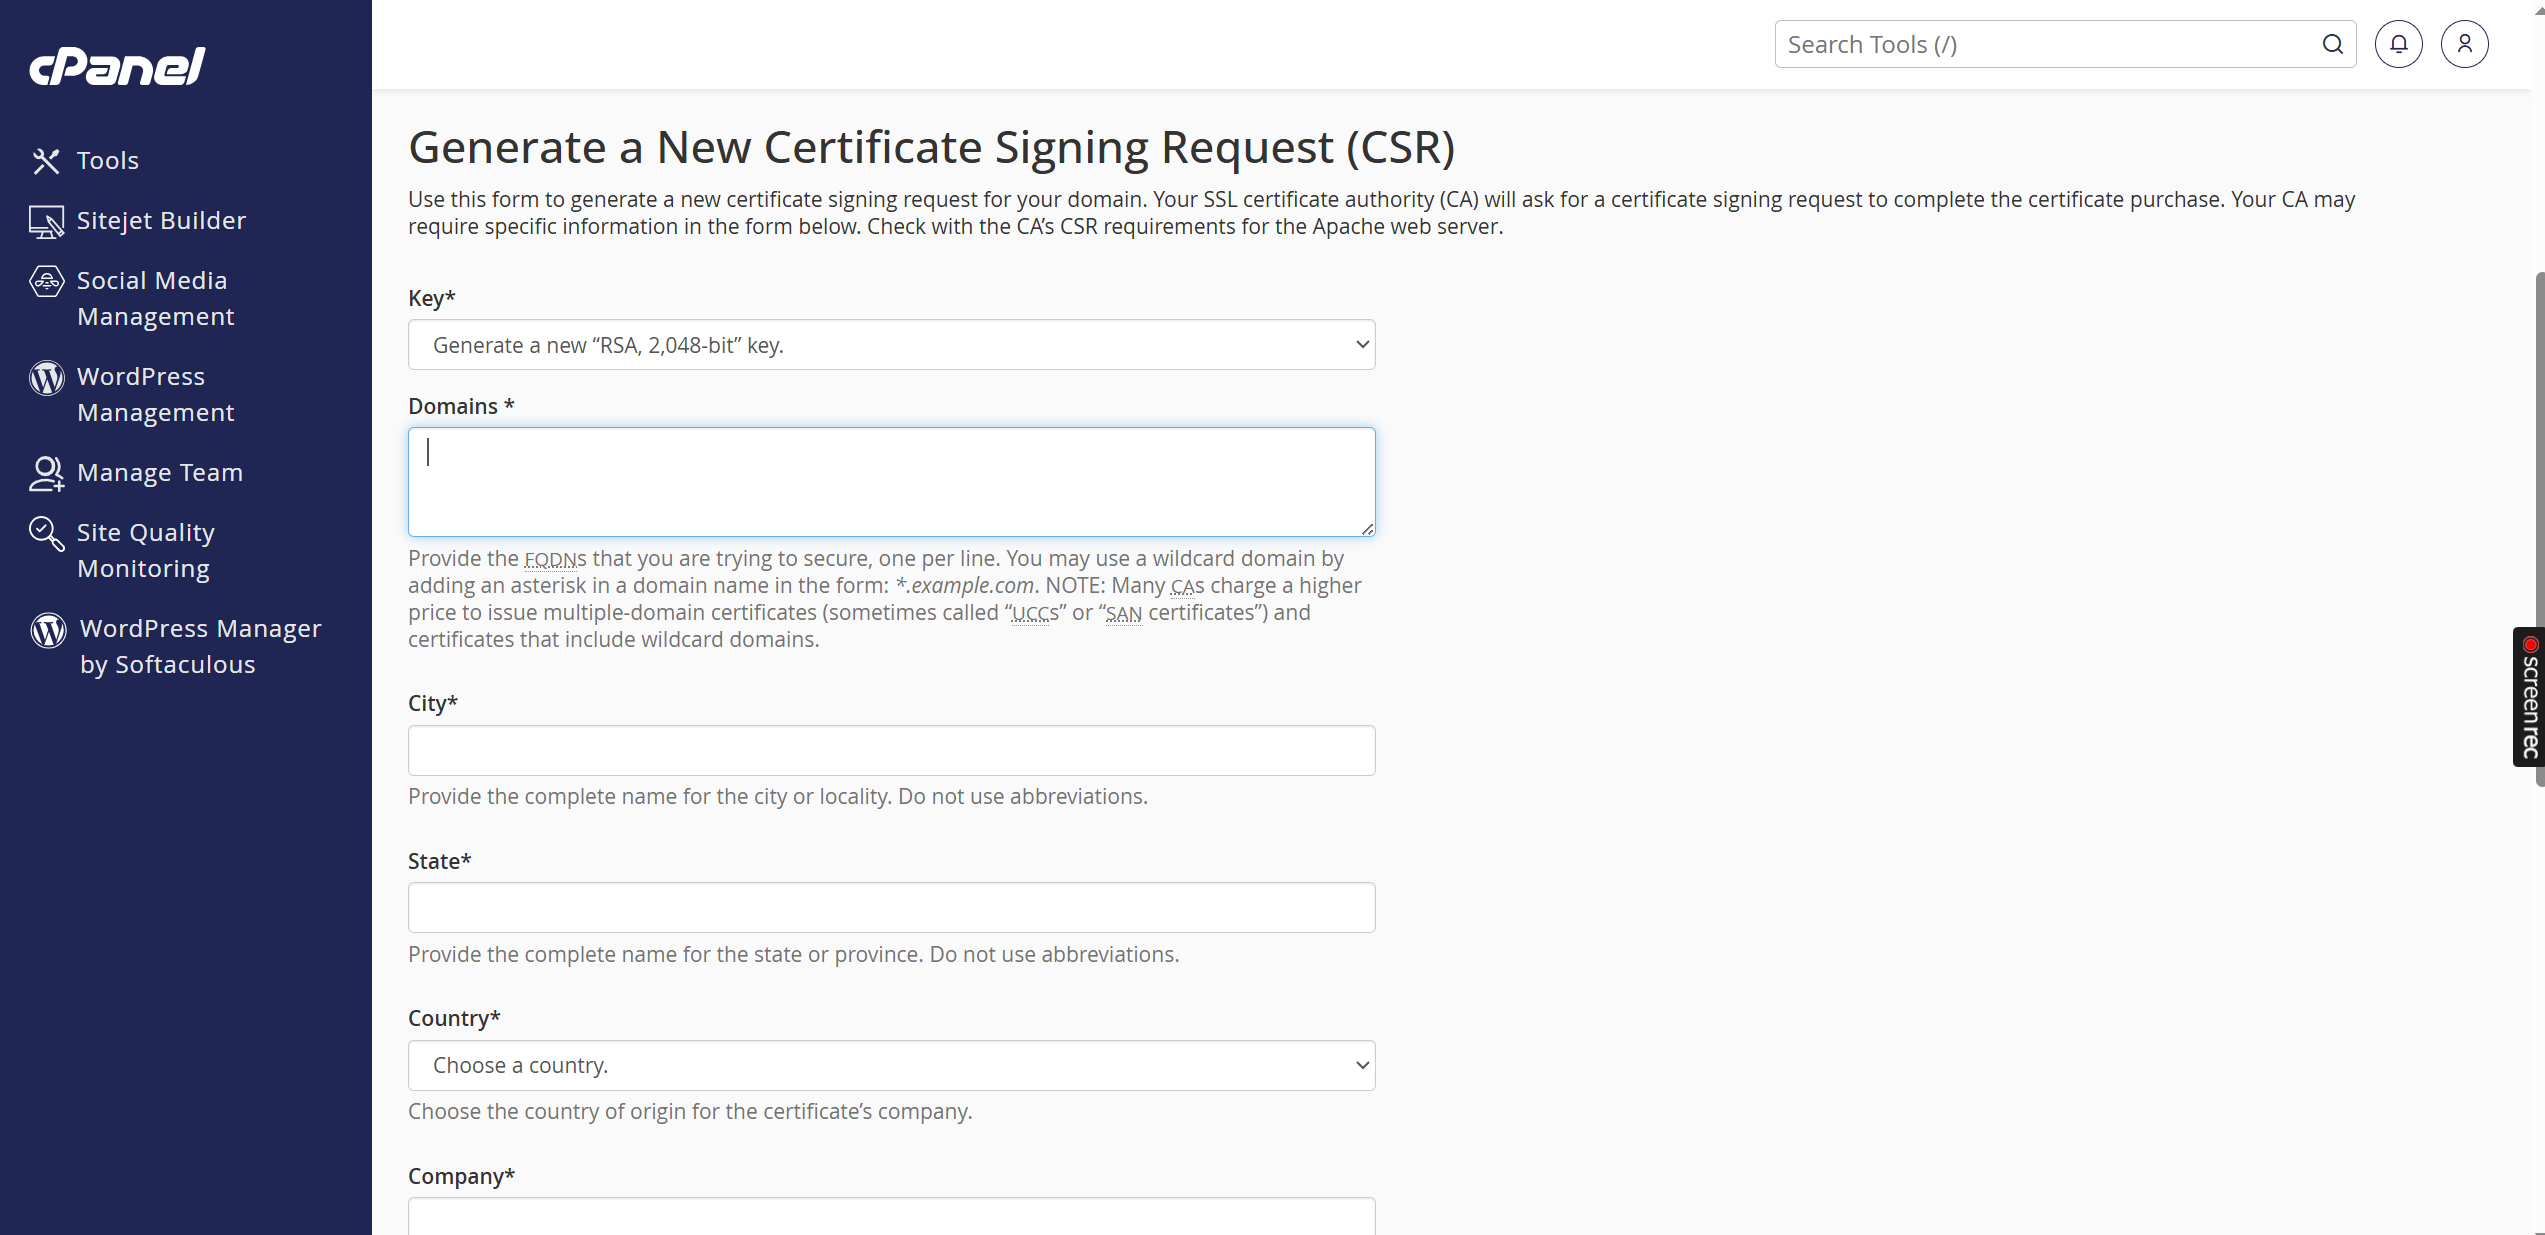 cPanel
Search Tools (/)
Tools
Sitejet Builder
Social Media
Management
WordPress
Management
Manage Team
Site Quality
Monitoring
WordPress Manager
by Softaculous
Generate a New Certificate Signing Request (CSR)
Use this form to generate a new certificate signing request for your domain. Your SSL certificate authority (CA) will ask for a certificate signing request to complete the certificate purchase. Your CA may
require specific information in the form below. Check with the CA’s CSR requirements for the Apache web server.
Key*
Generate a new “RSA, 2,048-bit” key.
Domains *
Provide the FQDNs that you are trying to secure, one per line. You may use a wildcard domain by
adding an asterisk in a domain name in the form: *.example.com. NOTE: Many CAs charge a higher
price to issue multiple-domain certificates (sometimes called “UCCs” or “SAN certificates”) and
certificates that include wildcard domains.
City*
Provide the complete name for the city or locality. Do not use abbreviations.
State*
Provide the complete name for the state or province. Do not use abbreviations.
Country*
Choose a country.
Choose the country of origin for the certificate’s company.
Company*
screenrec